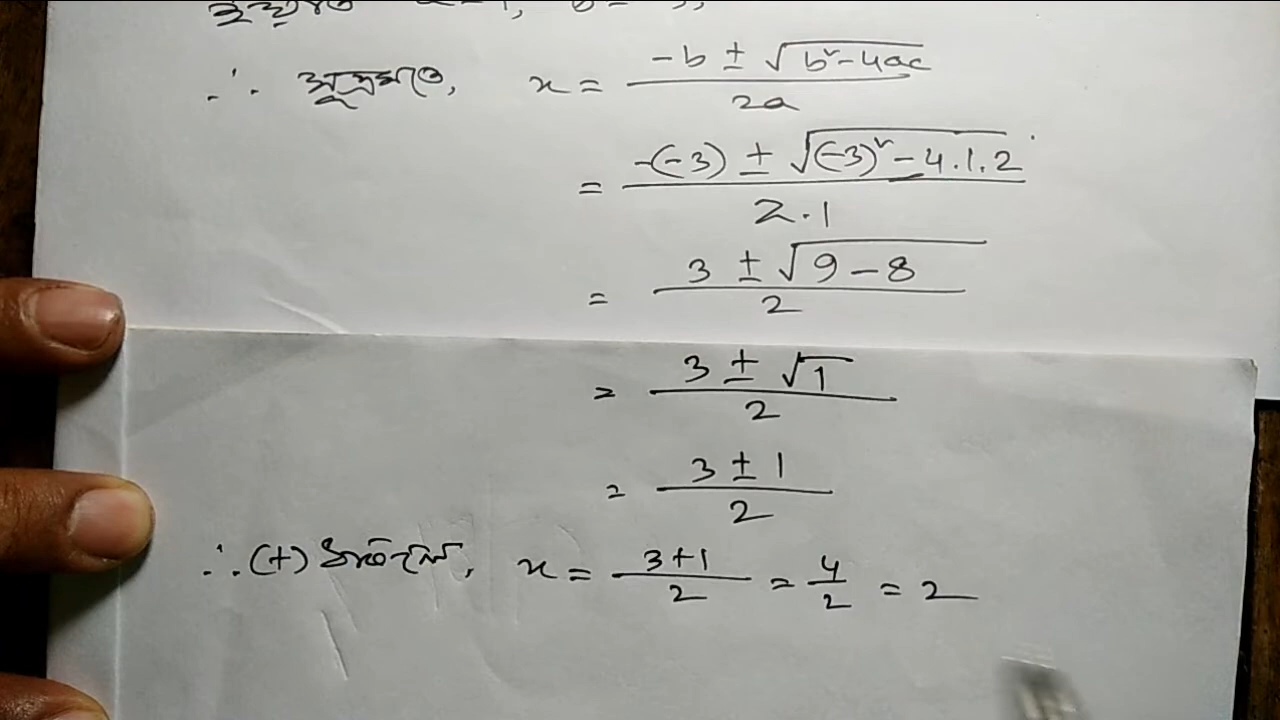 ∴ সূত্রমতে, x = (-b ± √(b² - 4ac)) / 2a
= (-(-3) ± √((-3)² - 4.1.2)) / 2.1
= (3 ± √(9 - 8)) / 2
= (3 ± √1) / 2
= (3 ± 1) / 2
∴ (+) x = (3+1)/2 = 4/2 = 2